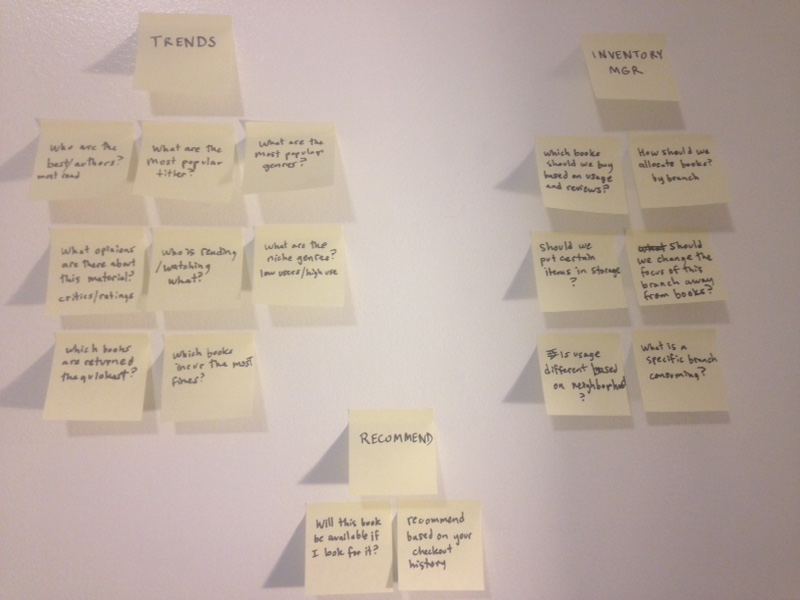 TRENDS
Who are the
best/authors?
most read
What are the
most popular
titles?
What are the
most popular
genres?
What opinions
are there about
this material?
critics/ratings
Who is reading
/watching
what?
What are the
niche genres?
low users/high use
which books
are returned
the quickest?
Which books
incur the most
fines?
INVENTORY
MGR
which books
should we buy
based on usage
and reviews?
How should we
allocate books?
by branch
Should we
put certain
items in storage
?
what should
we change the
focus of this
branch away
from books?
is usage
different based
on neighborhood
?
What is a
specific branch
consuming?
RECOMMEND
Will this book
be available if
I look for it?
recommend
based on your
checkout
history